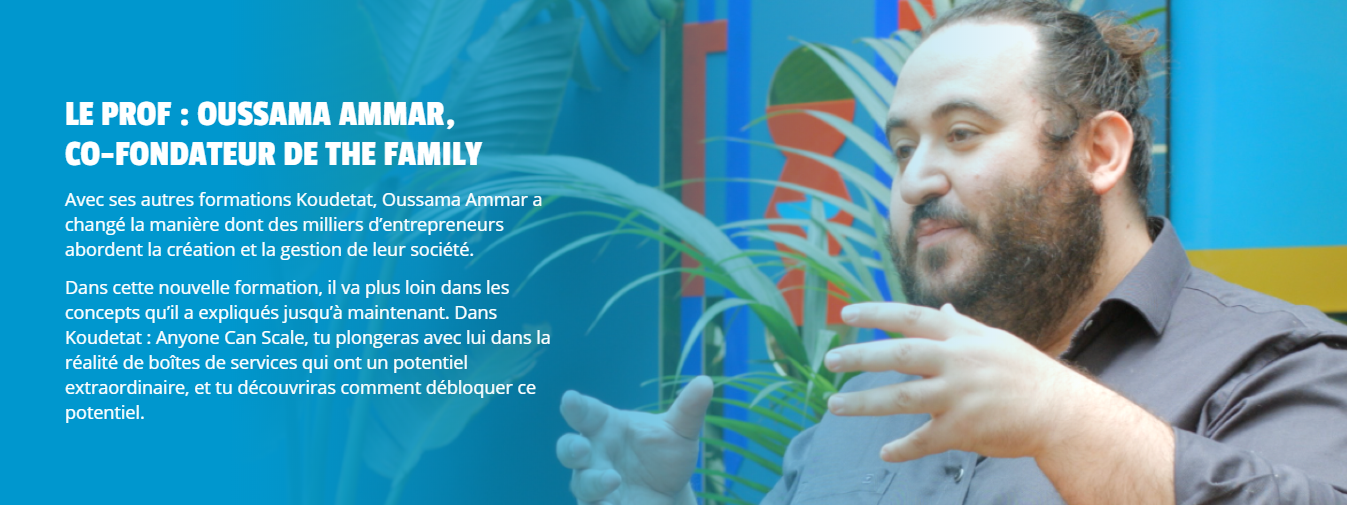 LE PROF : OUSSAMA AMMAR,
CO-FONDATEUR DE THE FAMILY
Avec ses autres formations Koudetat, Oussama Ammar a
changé la manière dont des milliers d’entrepreneurs
abordent la création et la gestion de leur société.
Dans cette nouvelle formation, il va plus loin dans les
concepts qu’il a expliqués jusqu’à maintenant. Dans
Koudetat : Anyone Can Scale, tu plongeras avec lui dans la
réalité de boîtes de services qui ont un potentiel
extraordinaire, et tu découvriras comment débloquer ce
potentiel.